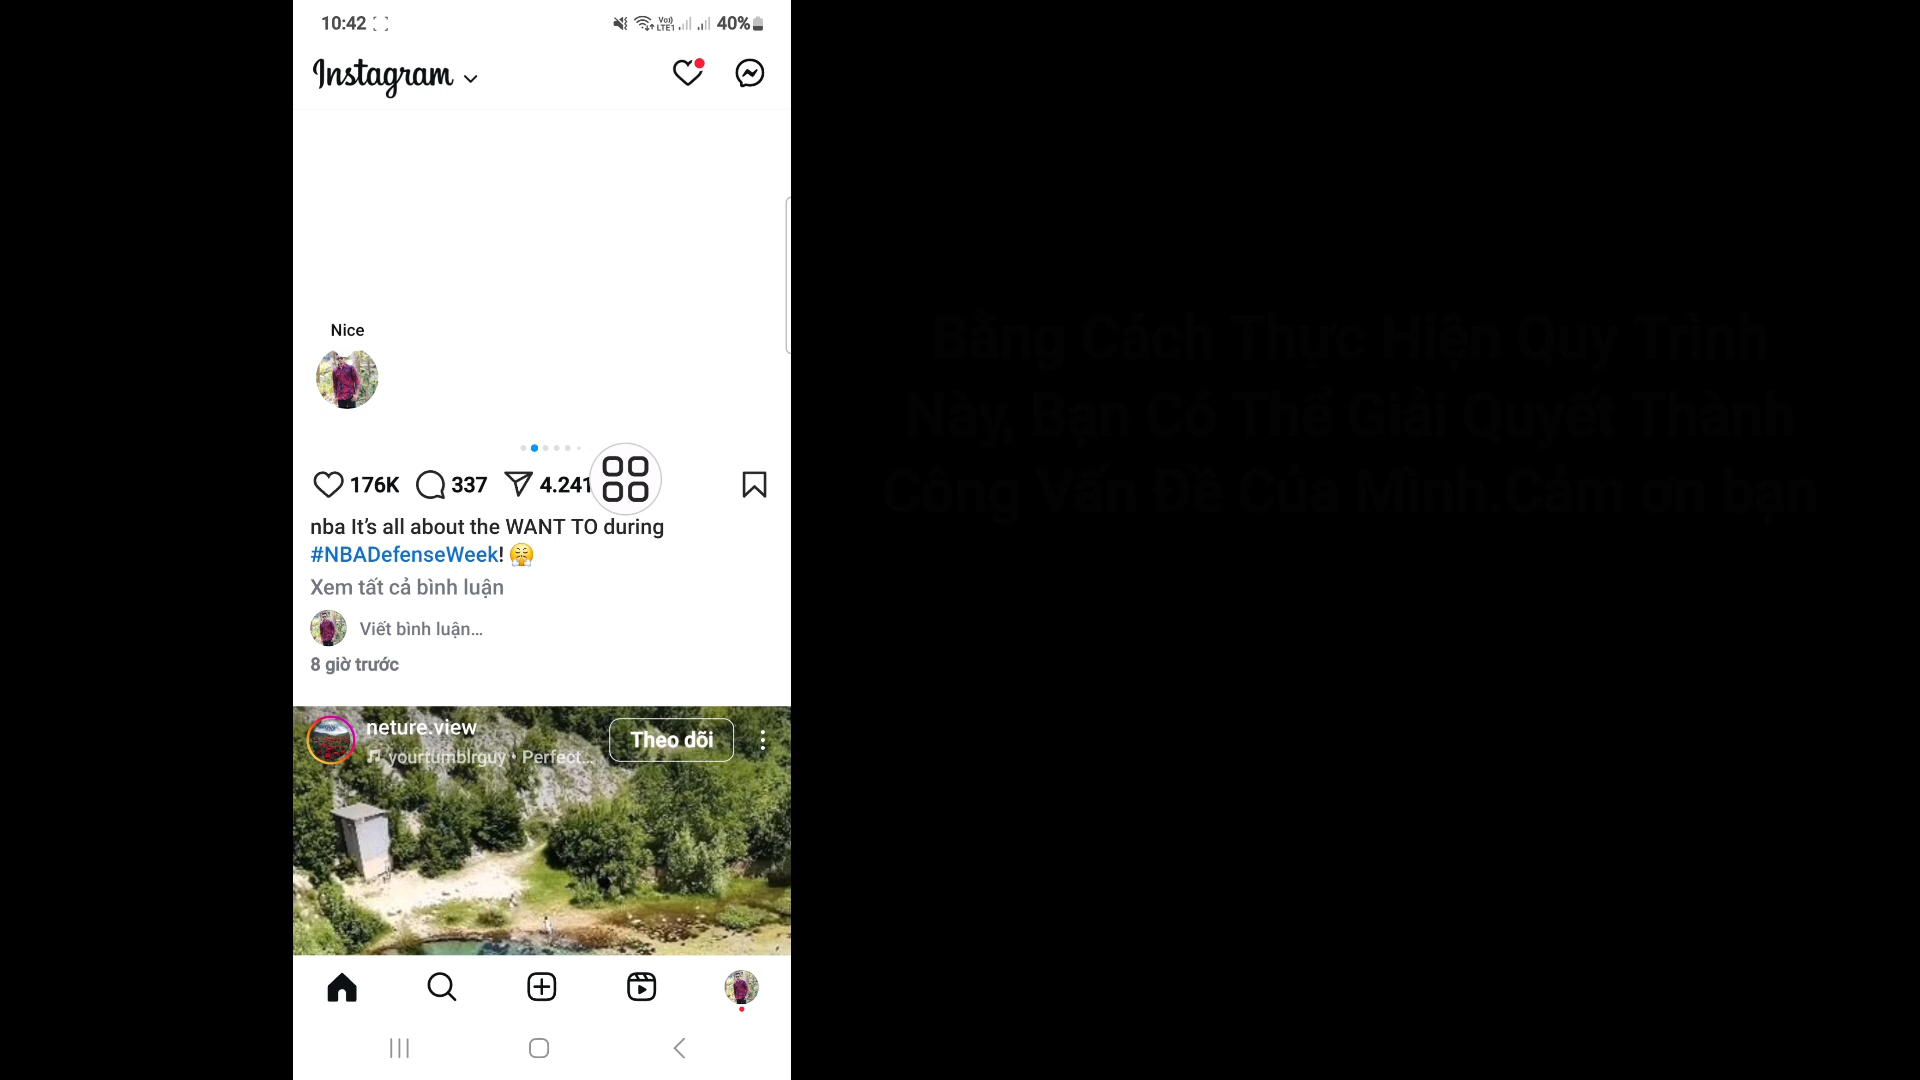 10:42
Vo)) LTE1 40%
Instagram
Nice
176K 337 4.241
nba It's all about the WANT TO during
#NBADefenseWeek! 😤
Xem tất cả bình luận
Viết bình luận...
8 giờ trước
neture.view
yourtumblrguy • Perfect...
Theo dõi
Bằng Cách Thực Hiện Quy Trình
Này, Bạn Có Thể Giải Quyết Thành
Công Vấn Đề Của Mình.Cảm ơn bạn